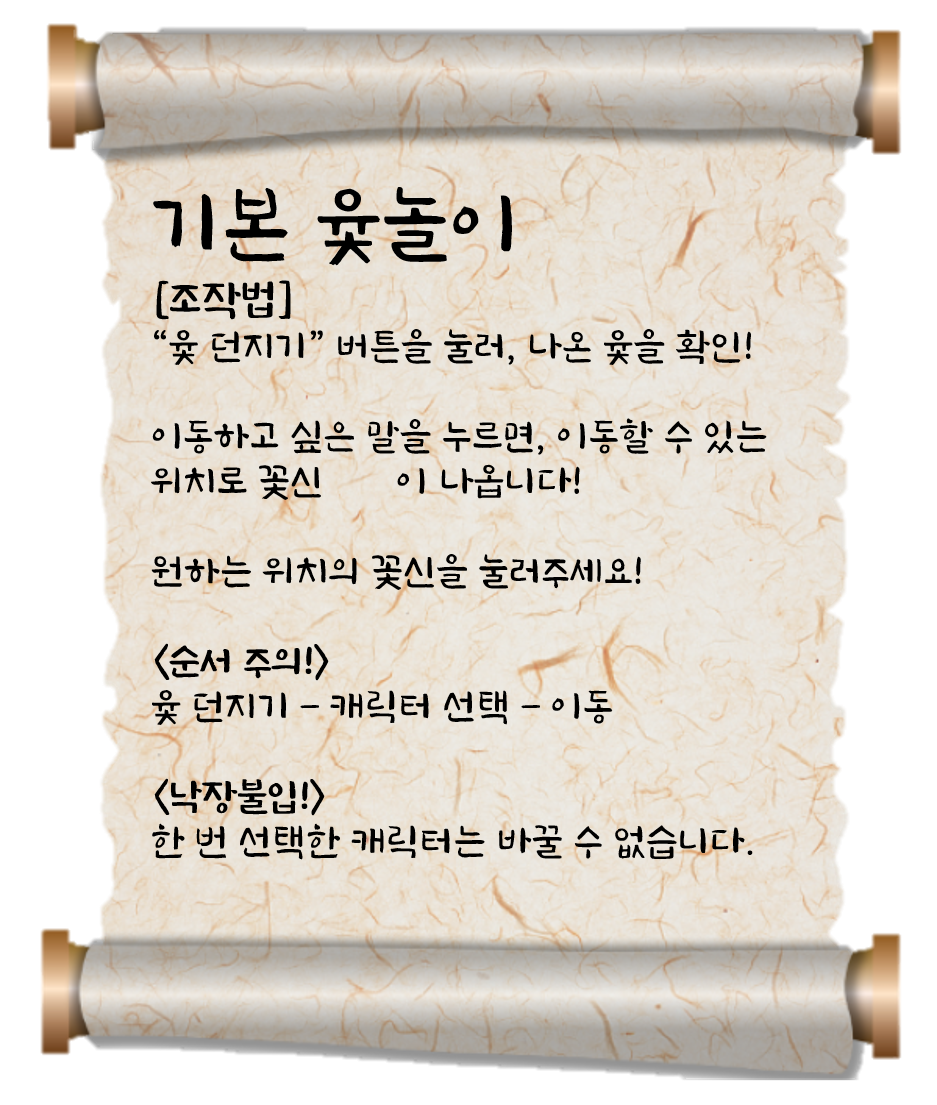 기본 윷놀이
[조작법]
“윷 던지기” 버튼을 눌러, 나온 윷을 확인!
이동하고 싶은 말을 누르면, 이동할 수 있는
위치로 꽃신 이 나옵니다!
원하는 위치의 꽃신을 눌러주세요!
<순서 주의!>
윷 던지기 - 캐릭터 선택 - 이동
<낙장불입!>
한 번 선택한 캐릭터는 바꿀 수 없습니다.